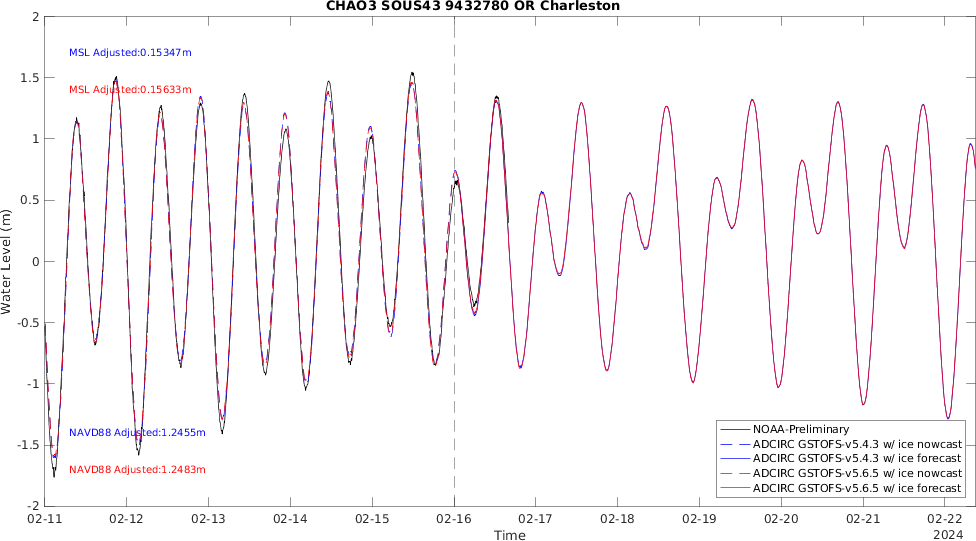 CHAO3 SOUS43 9432780 OR Charleston
2
1.5
1
0.5
0
-0.5
-1
-1.5
-2
Water Level (m)
MSL Adjusted:0.15347m
MSL Adjusted:0.15633m
NAVD88 Adjusted:1.2455m
NAVD88 Adjusted:1.2483m
NOAA-Preliminary
ADCIRC GSTOFS-v5.4.3 w/ ice nowcast
ADCIRC GSTOFS-v5.4.3 w/ ice forecast
ADCIRC GSTOFS-v5.6.5 w/ ice nowcast
ADCIRC GSTOFS-v5.6.5 w/ ice forecast
02-11 02-12 02-13 02-14 02-15 02-16 02-17 02-18 02-19 02-20 02-21 02-22
Time
2024